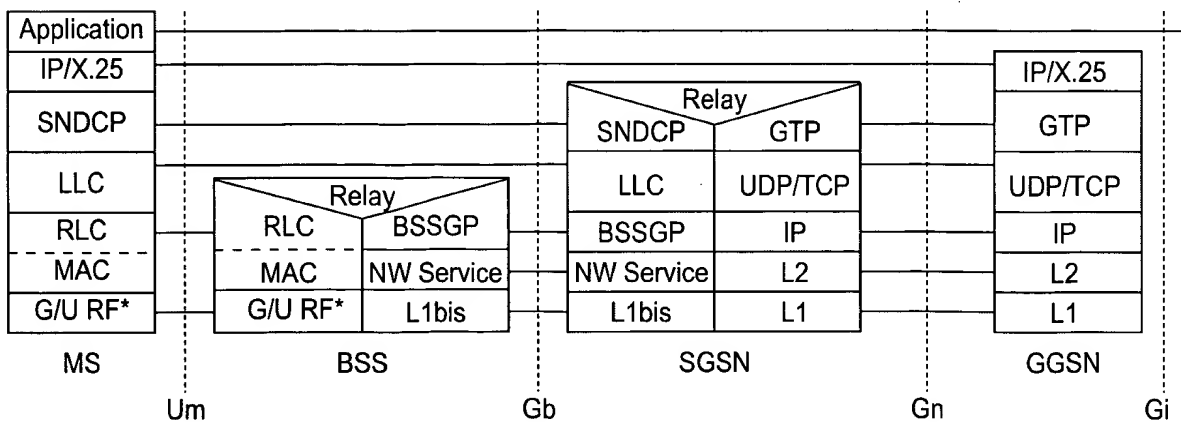 Application
IP/X.25
SNDCP
LLC
RLC
MAC
G/U RF*
MS
Relay
RLC
BSSGP
MAC
NW Service
G/U RF*
L1bis
BSS
Relay
SNDCP
GTP
LLC
UDP/TCP
BSSGP
IP
NW Service
L2
L1bis
L1
SGSN
IP/X.25
GTP
UDP/TCP
IP
L2
L1
GGSN
Um
Gb
Gn
Gi